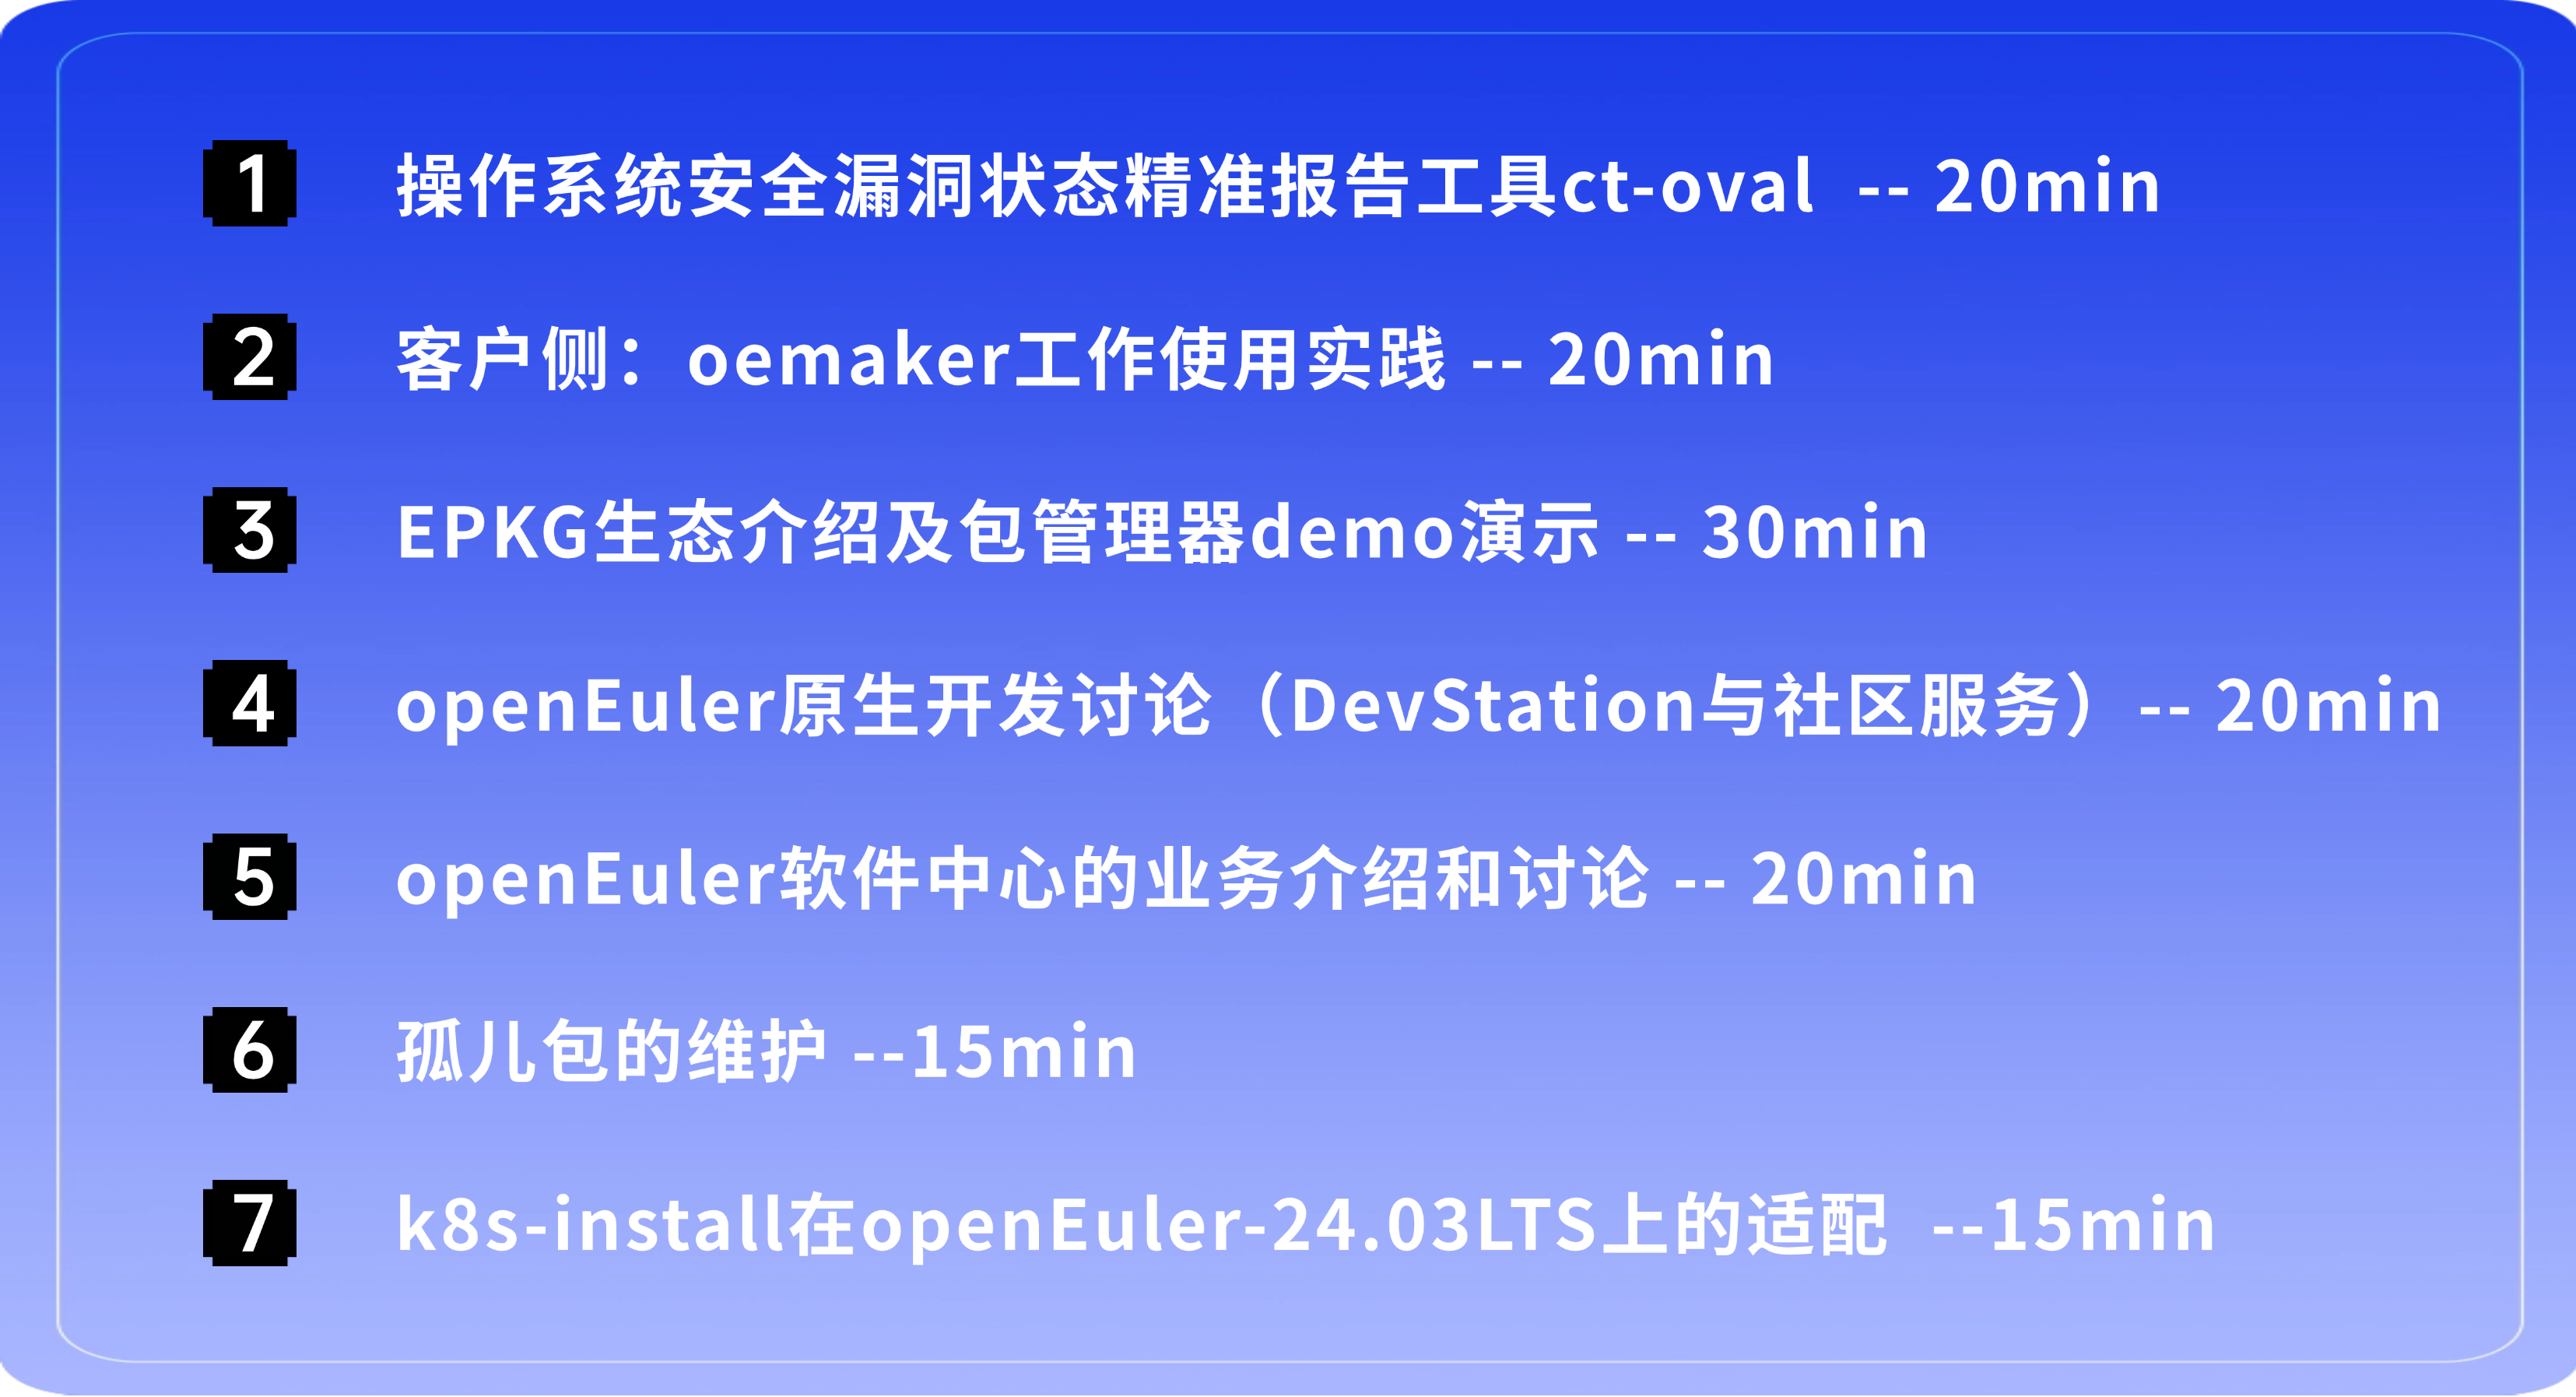 1 操作系统安全漏洞状态精准报告工具ct-oval -- 20min
2 客户侧：oemaker工作使用实践 -- 20min
3 EPKG生态介绍及包管理器demo演示 -- 30min
4 openEuler原生开发讨论（DevStation与社区服务）-- 20min
5 openEuler软件中心的业务介绍和讨论 -- 20min
6 孤儿包的维护 --15min
7 k8s-install在openEuler-24.03LTS上的适配 --15min